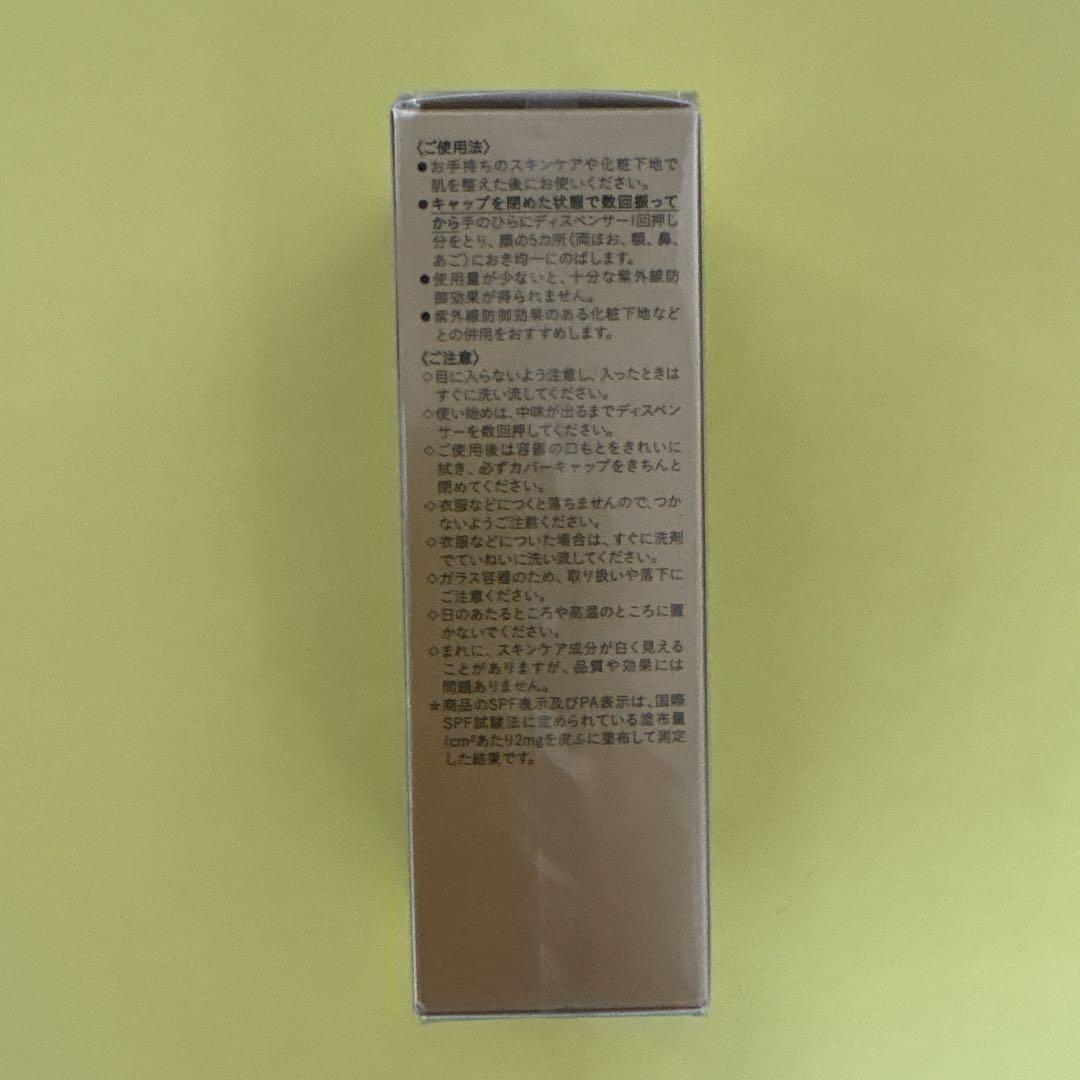 〈ご使用法〉
●お手持ちのスキンケアや化粧下地で
肌を整えた後にお使いください。
●キャップを閉めた状態で数回振って
から手のひらにディスペンサー1回押し
分をとり、顔の5カ所(両ほお、額、鼻、
あご)におき均一にのばします。
●使用量が少ないと、十分な紫外線防
御効果が得られません。
●紫外線防御効果のある化粧下地など
との併用をおすすめします。
〈ご注意〉
◇目に入らないよう注意し、入ったときは
すぐに洗い流してください。
◇使い始めは、中味が出るまでディスペン
サーを数回押してください。
◇ご使用後は容器の口もとをきれいに
拭き、必ずカバーキャップをきちんと
閉めてください。
◇衣服などにつくと落ちませんので、つか
ないようご注意ください。
◇衣服などについた場合は、すぐに洗剤
でていねいに洗い流してください。
◇ガラス容器のため、取り扱いや落下に
ご注意ください。
◇日のあたるところや高温のところに置
かないでください。
◇まれに、スキンケア成分が白く見える
ことがありますが、品質や効果には
問題ありません。
☆商品のSPF表示及びPA表示は、国際
SPF試験法に定められている塗布量
1cm²あたり2mgを皮ふに塗布して測定
した結果です。